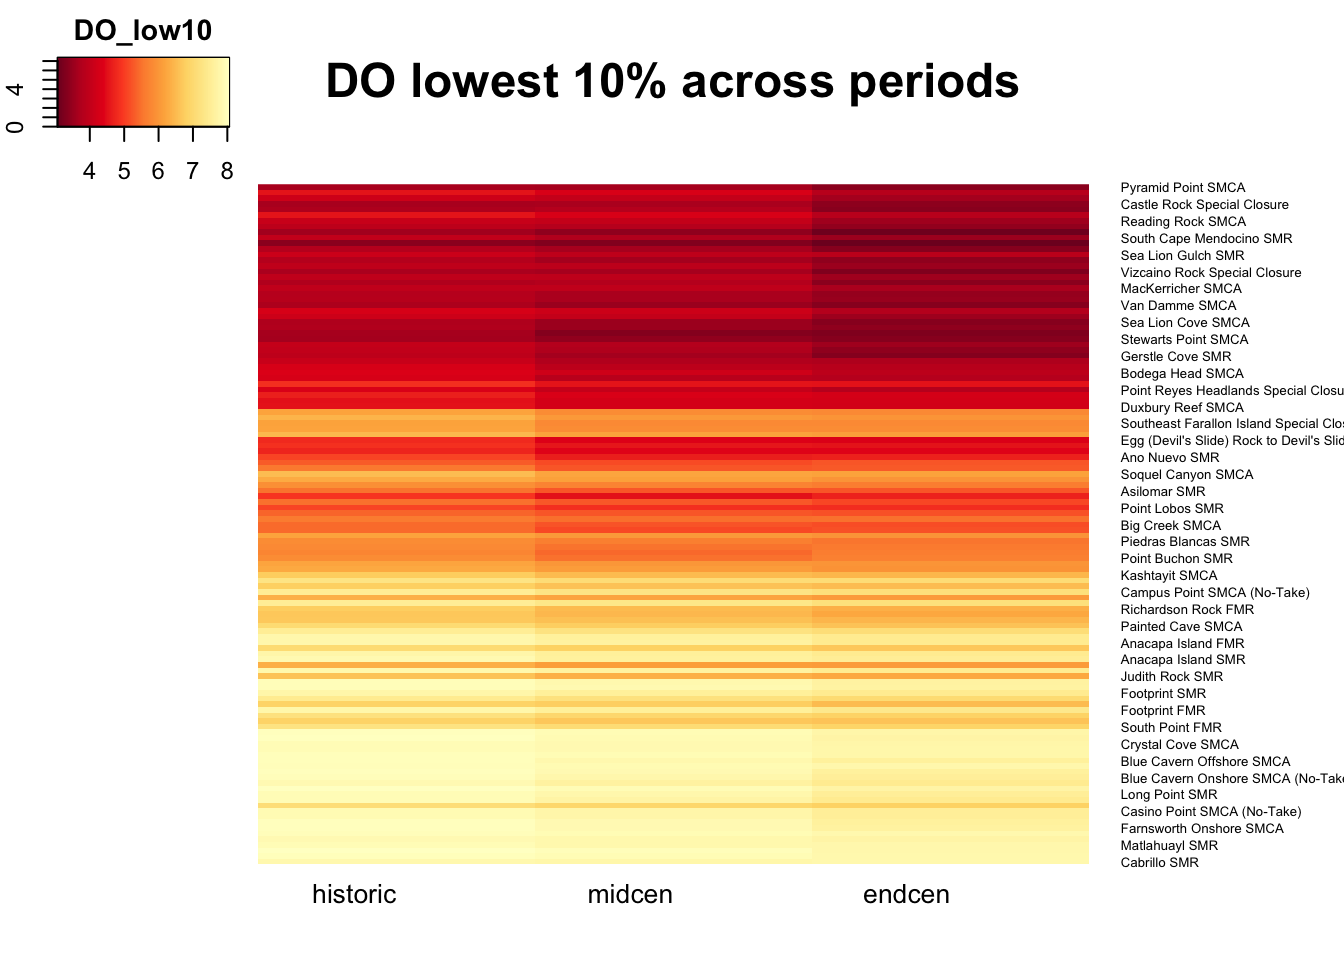 DO_low10
DO lowest 10% across periods
0 4
4 5 6 7 8
Pyramid Point SMCA
Castle Rock Special Closure
Reading Rock SMCA
South Cape Mendocino SMR
Sea Lion Gulch SMR
Vizcaino Rock Special Closure
MacKerricher SMCA
Van Damme SMCA
Sea Lion Cove SMCA
Stewarts Point SMCA
Gerstle Cove SMR
Bodega Head SMCA
Point Reyes Headlands Special Closu
Duxbury Reef SMCA
Southeast Farallon Island Special Clos
Egg (Devil's Slide) Rock to Devil's Slid
Ano Nuevo SMR
Soquel Canyon SMCA
Asilomar SMR
Point Lobos SMR
Big Creek SMCA
Piedras Blancas SMR
Point Buchon SMR
Kashtayit SMCA
Campus Point SMCA (No-Take)
Richardson Rock FMR
Painted Cave SMCA
Anacapa Island FMR
Anacapa Island SMR
Judith Rock SMR
Footprint SMR
Footprint FMR
South Point FMR
Crystal Cove SMCA
Blue Cavern Offshore SMCA
Blue Cavern Onshore SMCA (No-Take
Long Point SMR
Casino Point SMCA (No-Take)
Farnsworth Onshore SMCA
Matlahuayl SMR
Cabrillo SMR
historic midcen endcen